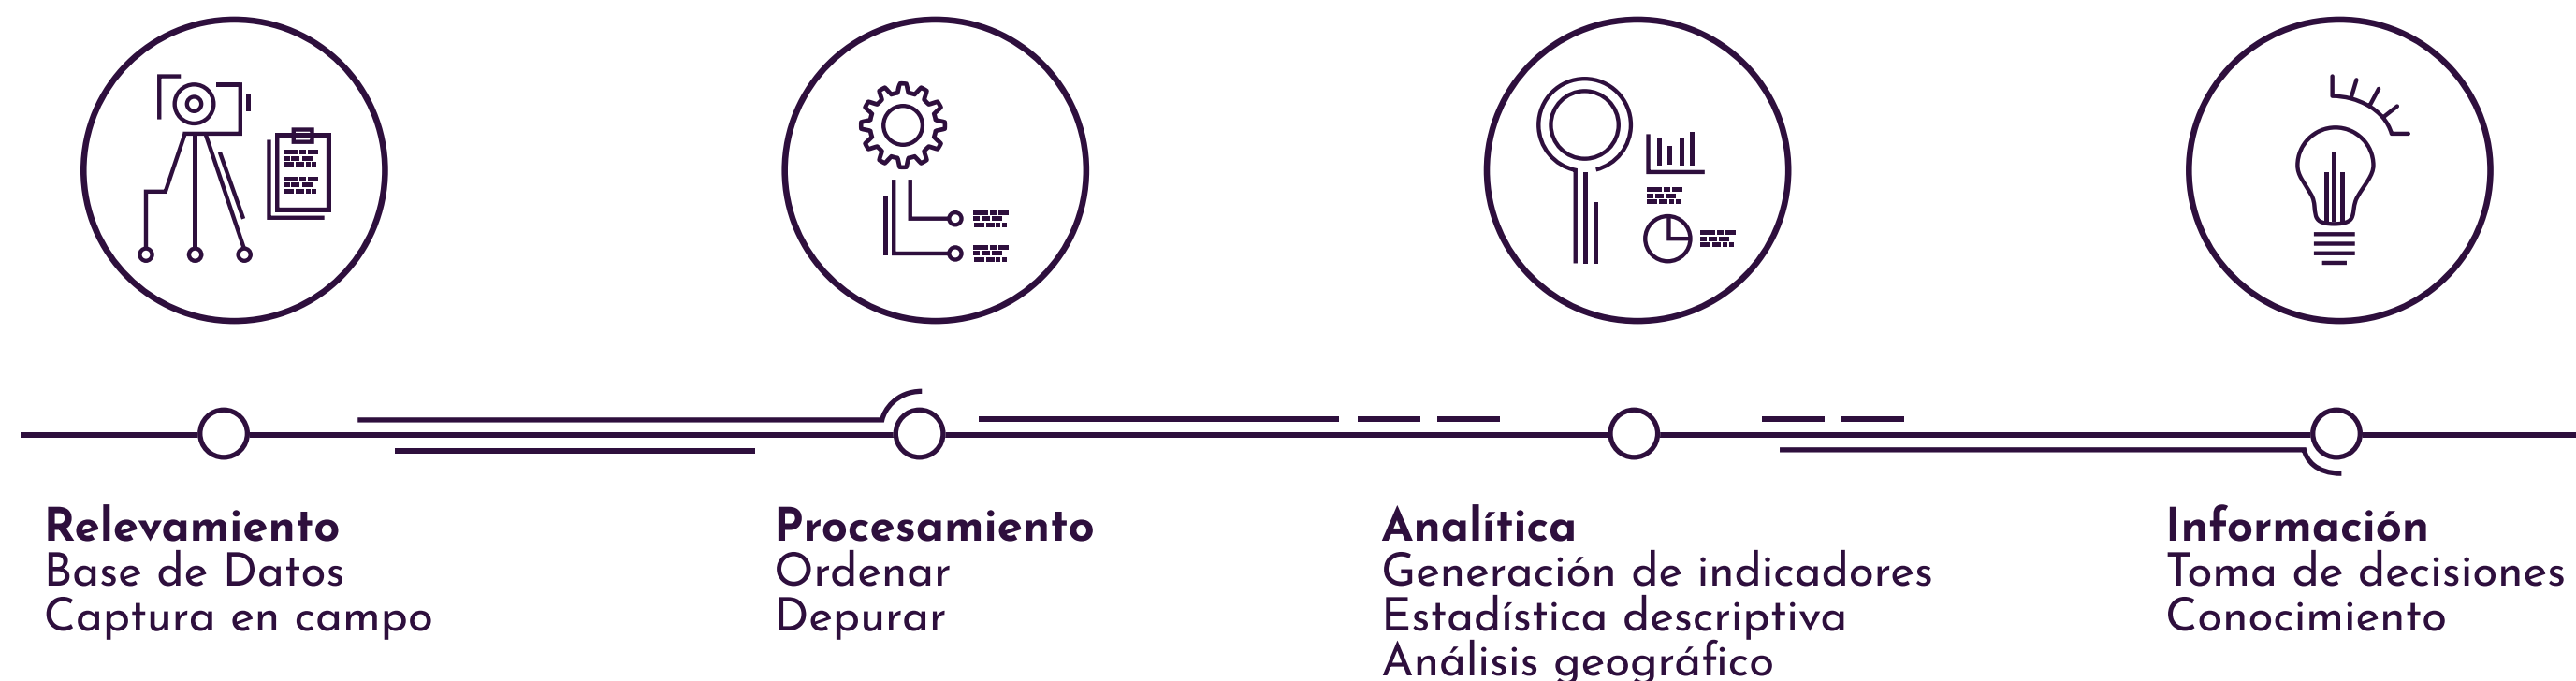 Relevamiento
Base de Datos
Captura en campo
Procesamiento
Ordenar
Depurar
Analítica
Generación de indicadores
Estadística descriptiva
Análisis geográfico
Información
Toma de decisiones
Conocimiento